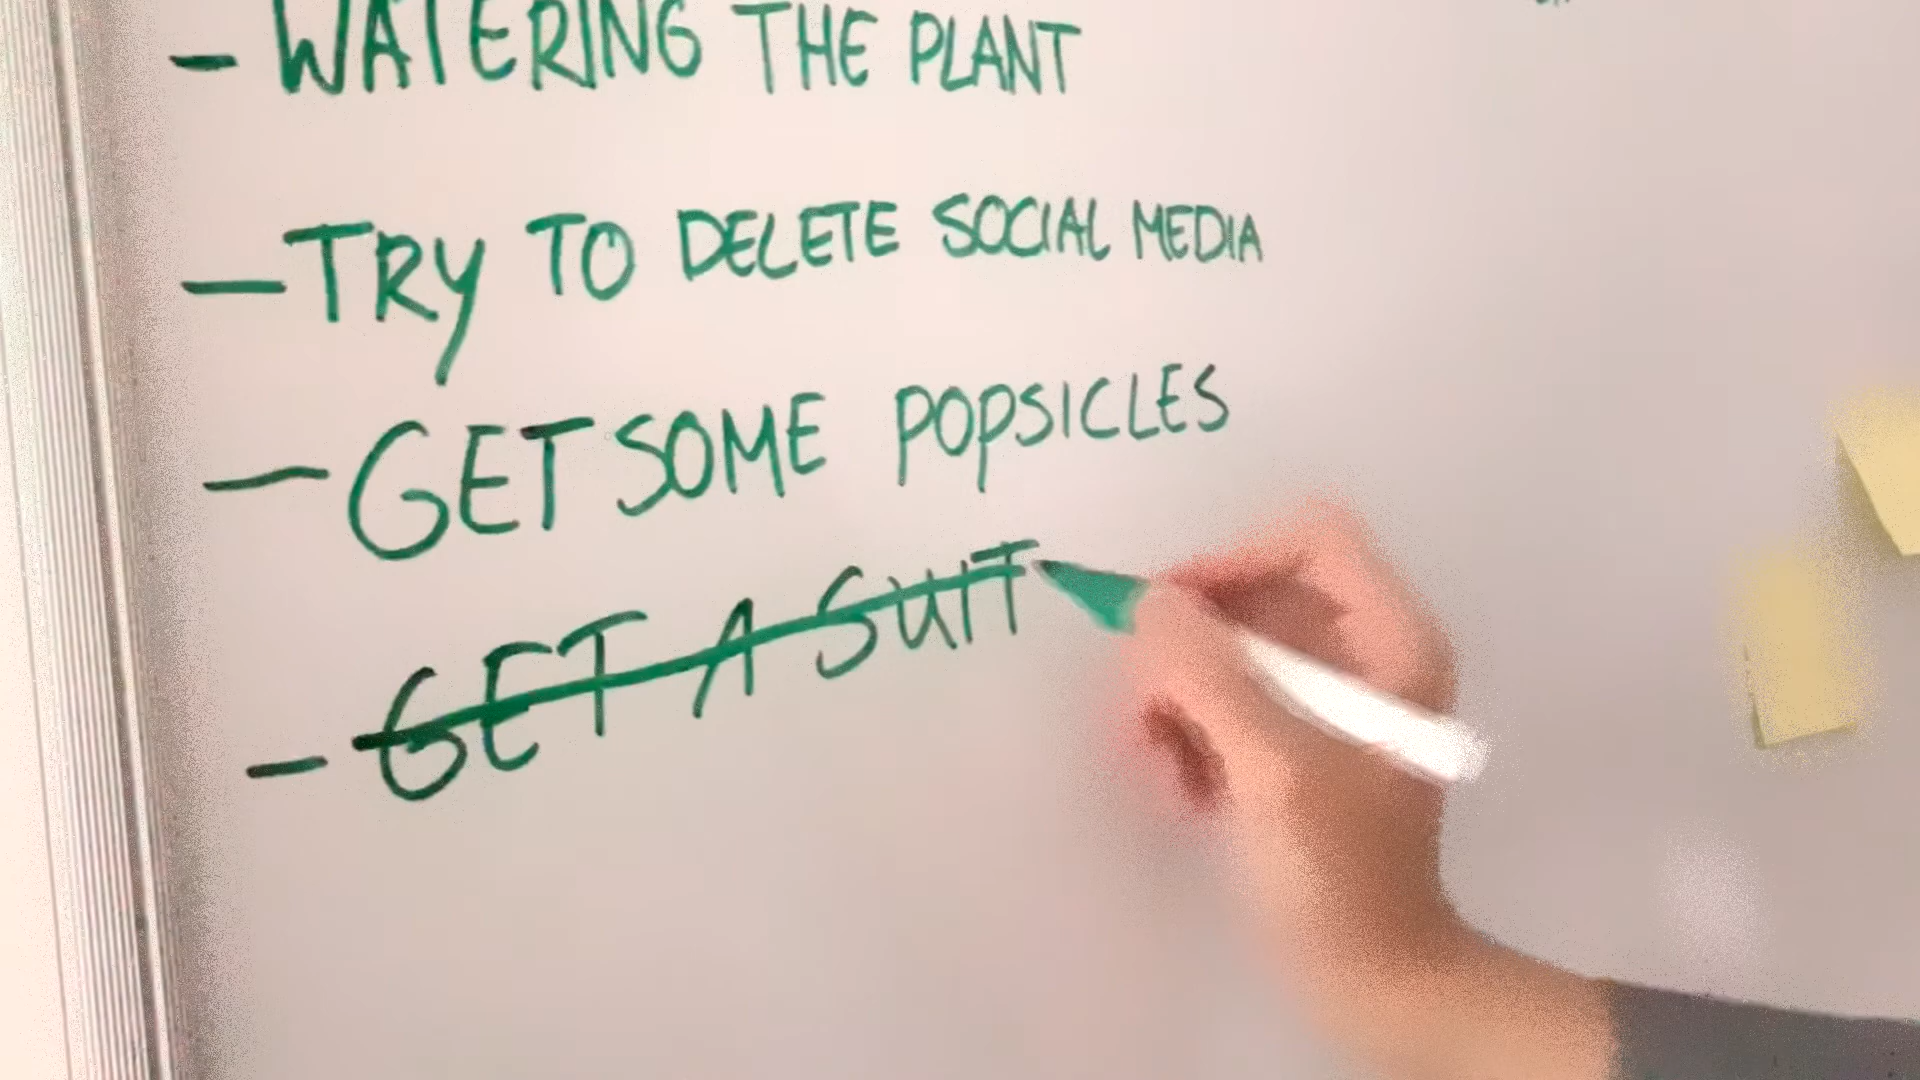 - WATERING THE PLANT
- TRY TO DELETE SOCIAL MEDIA
- GET SOME POPSICLES
- GET A SUIT